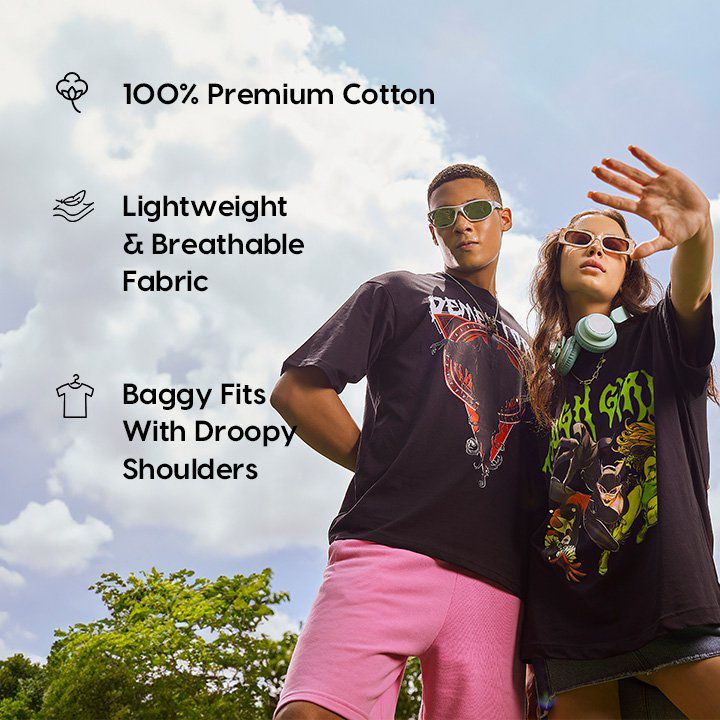 100% Premium Cotton
Lightweight
& Breathable
Fabric
Baggy Fits
With Droopy
Shoulders